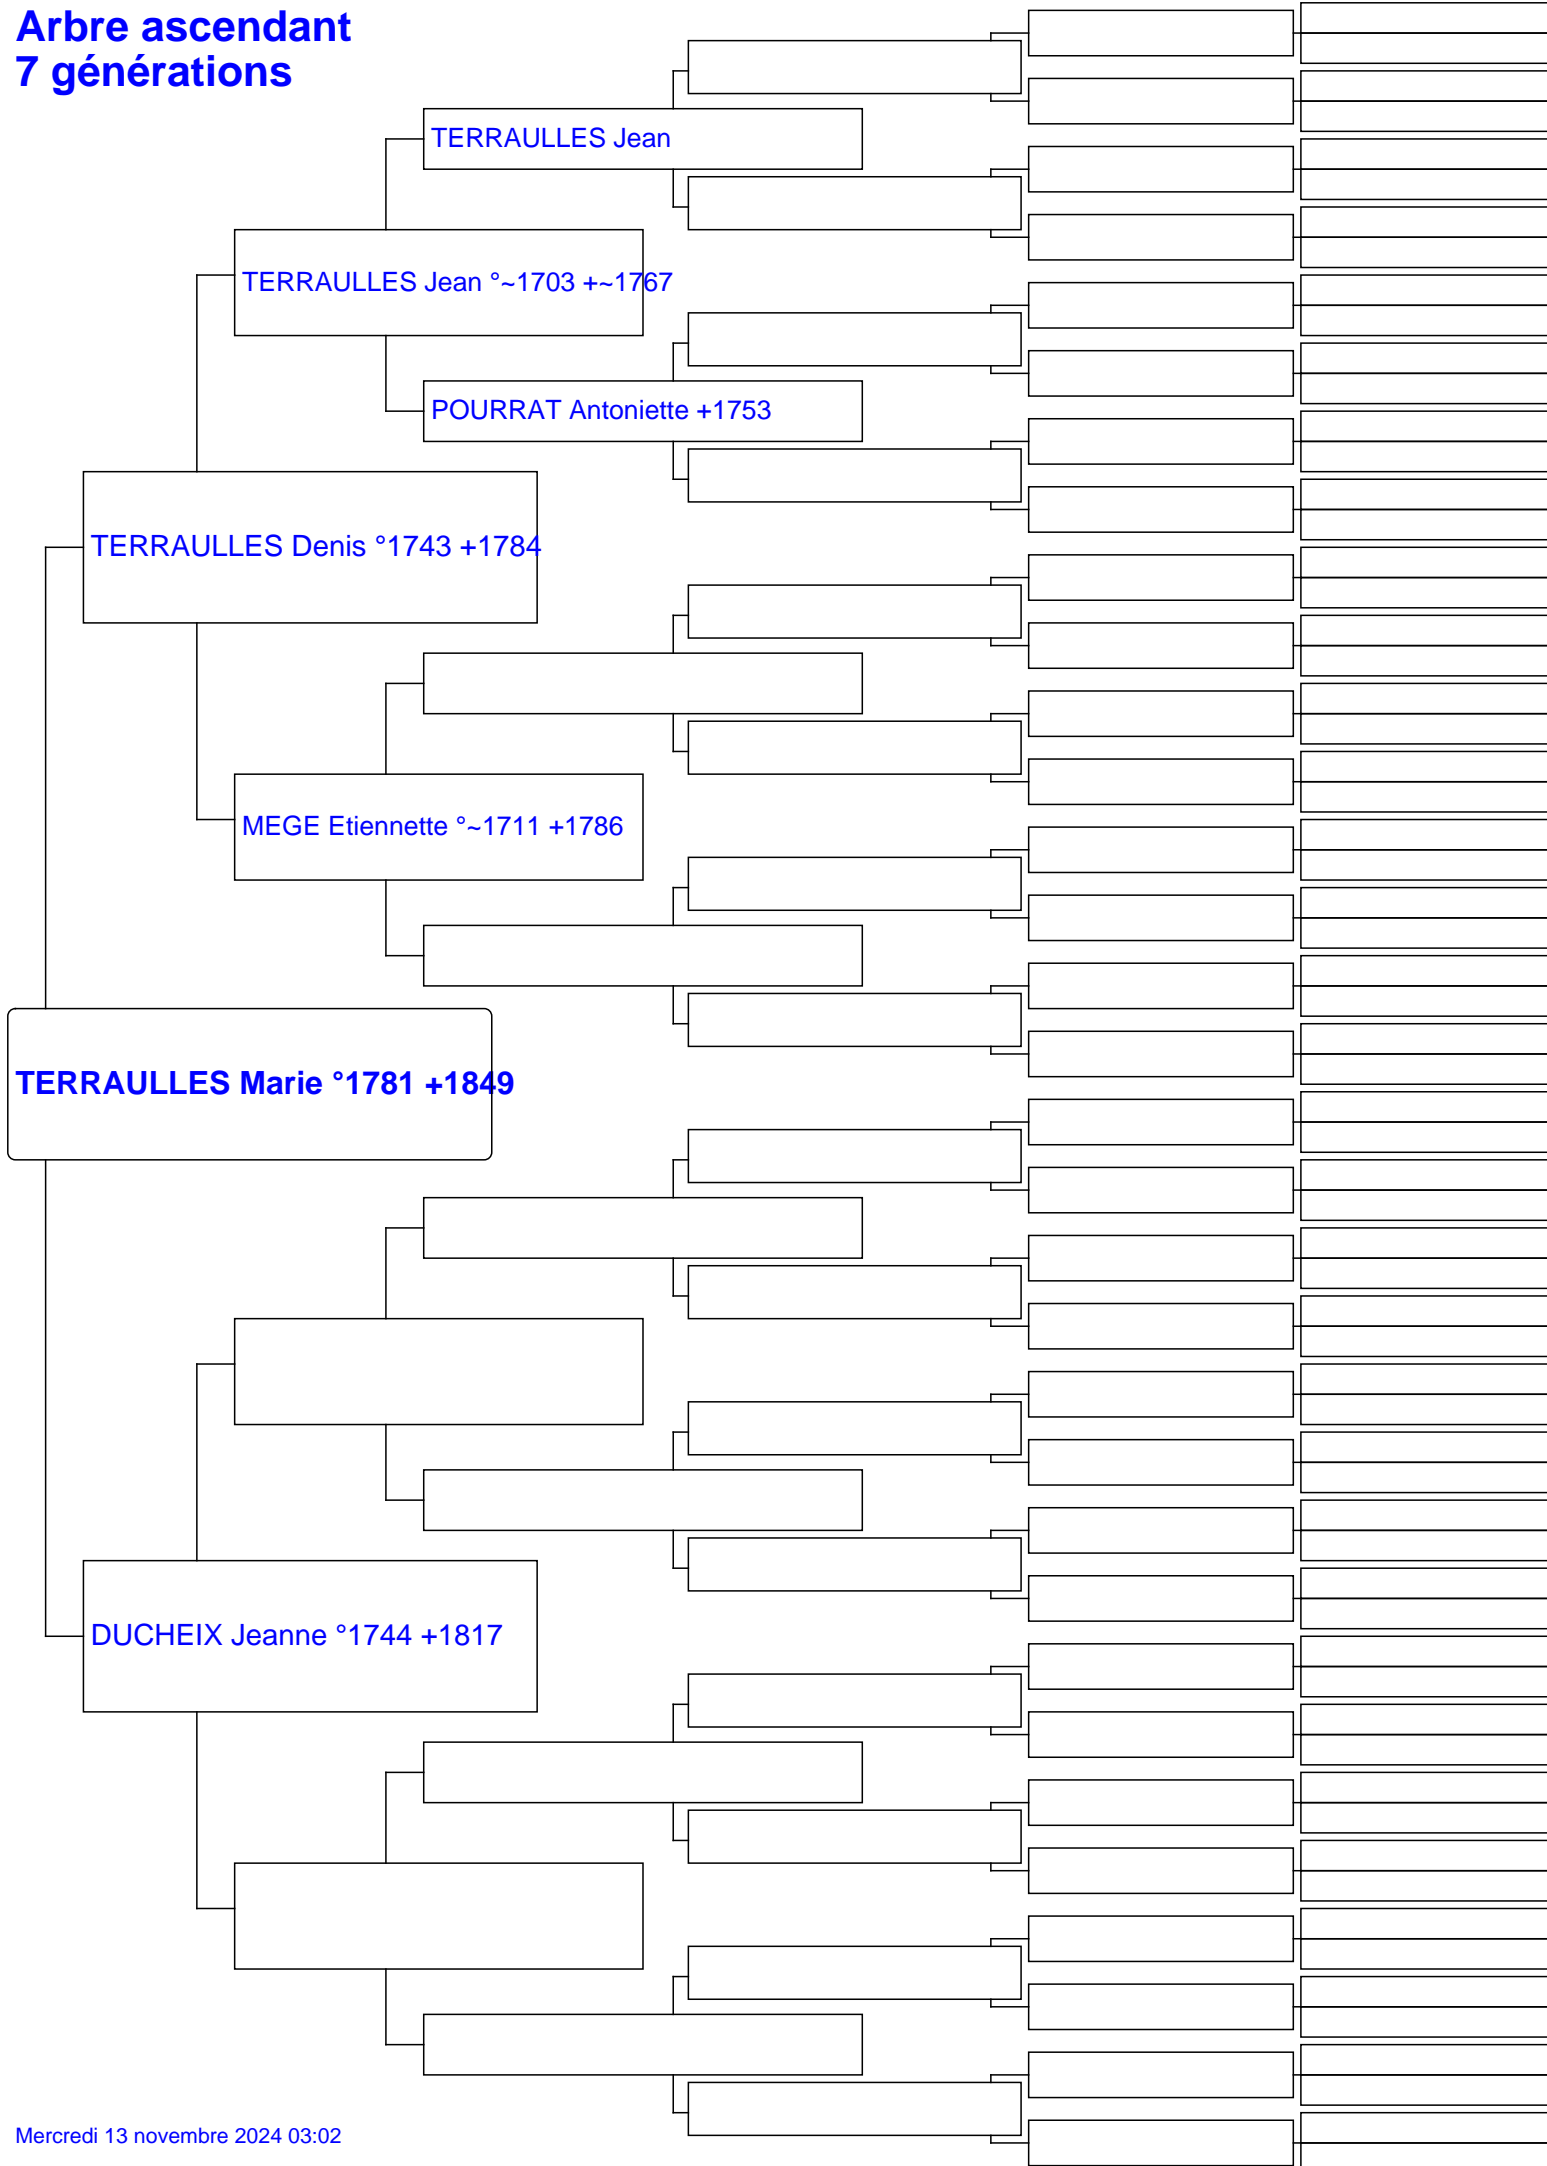 Arbre ascendant
7 générations
TERRAULLES Jean
TERRAULLES Jean °~1703 +~1767
POURRAT Antoniette +1753
TERRAULLES Denis °1743 +1784
MEGE Etiennette °~1711 +1786
TERRAULLES Marie °1781 +1849
DUCHEIX Jeanne °1744 +1817
Mercredi 13 novembre 2024 03:02